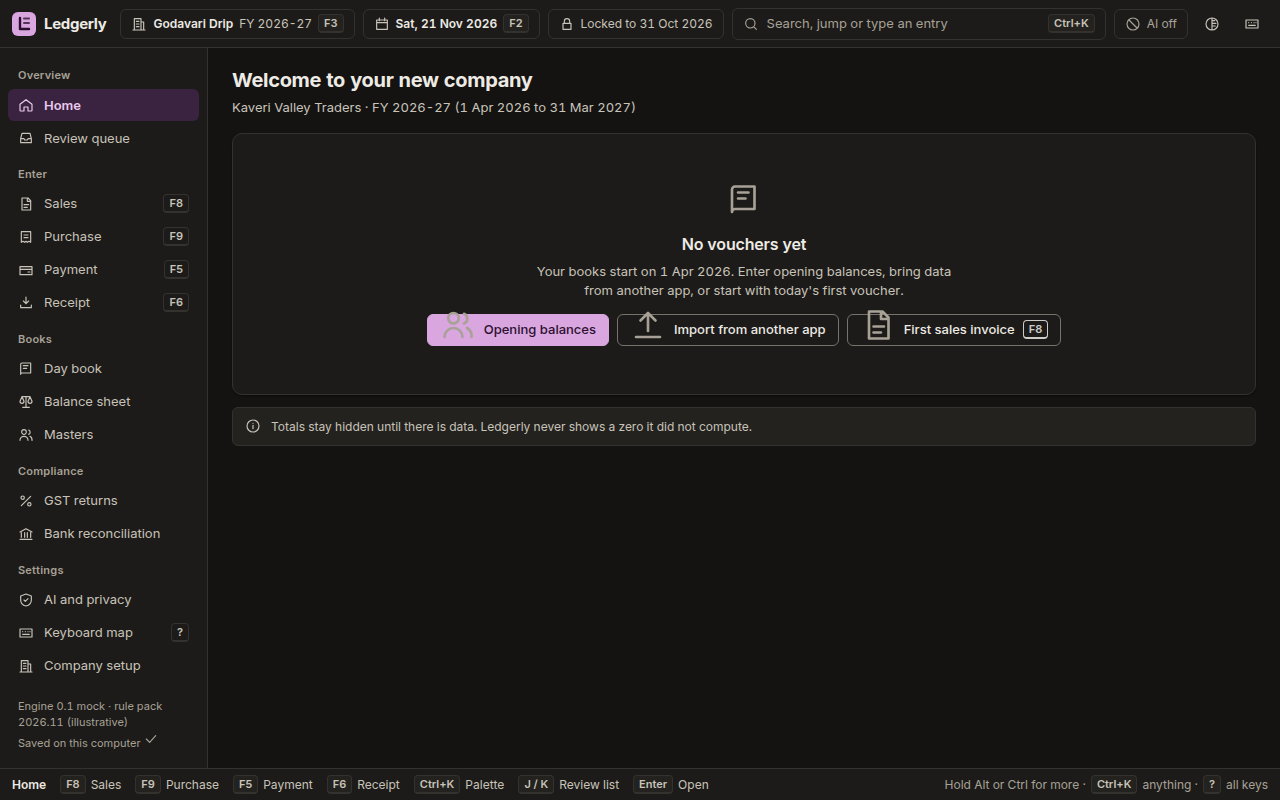 Ledgerly
Godavari Drip FY 2026-27 F3
Sat, 21 Nov 2026 F2
Locked to 31 Oct 2026
Search, jump or type an entry Ctrl+K
AI off
Overview
Home
Review queue
Enter
Sales F8
Purchase F9
Payment F5
Receipt F6
Books
Day book
Balance sheet
Masters
Compliance
GST returns
Bank reconciliation
Settings
AI and privacy
Keyboard map ?
Company setup
Engine 0.1 mock · rule pack
2026.11 (illustrative)
Saved on this computer
Welcome to your new company
Kaveri Valley Traders · FY 2026-27 (1 Apr 2026 to 31 Mar 2027)
No vouchers yet
Your books start on 1 Apr 2026. Enter opening balances, bring data
from another app, or start with today's first voucher.
Opening balances
Import from another app
First sales invoice F8
Totals stay hidden until there is data. Ledgerly never shows a zero it did not compute.
Home F8 Sales F9 Purchase F5 Payment F6 Receipt Ctrl+K Palette J / K Review list Enter Open
Hold Alt or Ctrl for more · Ctrl+K anything · ? all keys